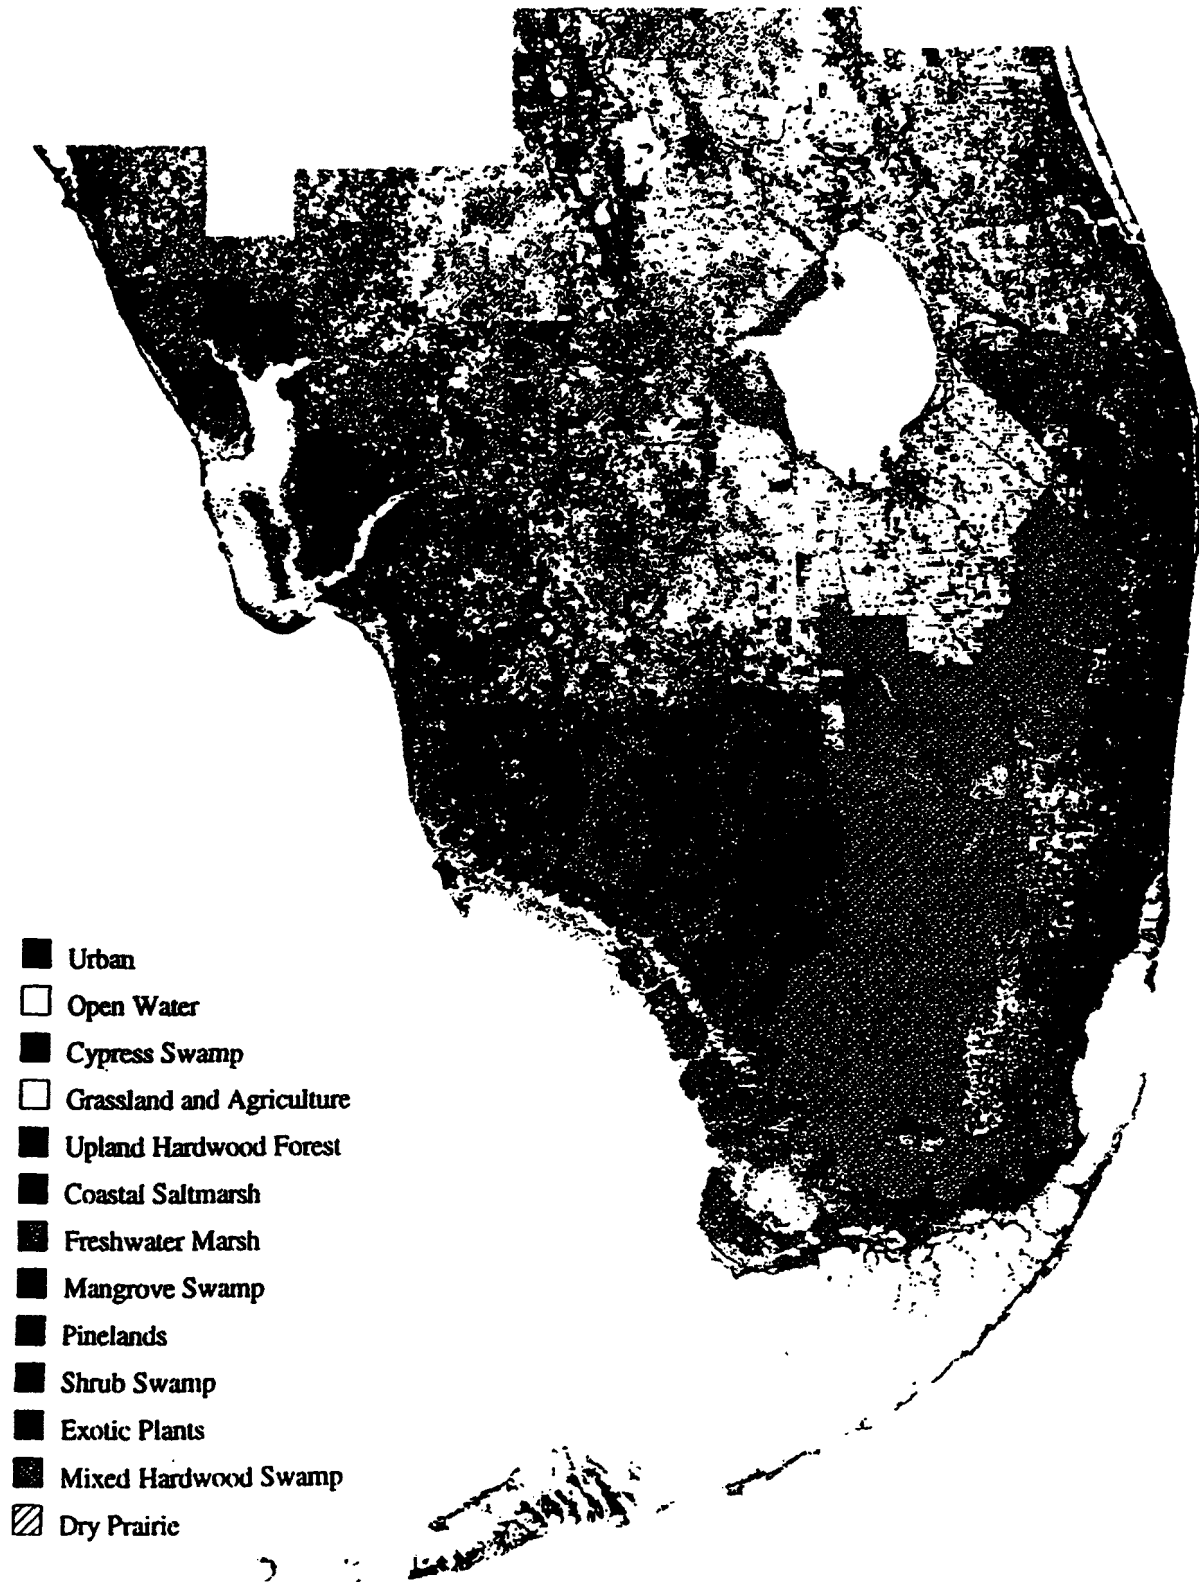 Urban
Open Water
Cypress Swamp
Grassland and Agriculture
Upland Hardwood Forest
Coastal Saltmarsh
Freshwater Marsh
Mangrove Swamp
Pinelands
Shrub Swamp
Exotic Plants
Mixed Hardwood Swamp
Dry Prairie